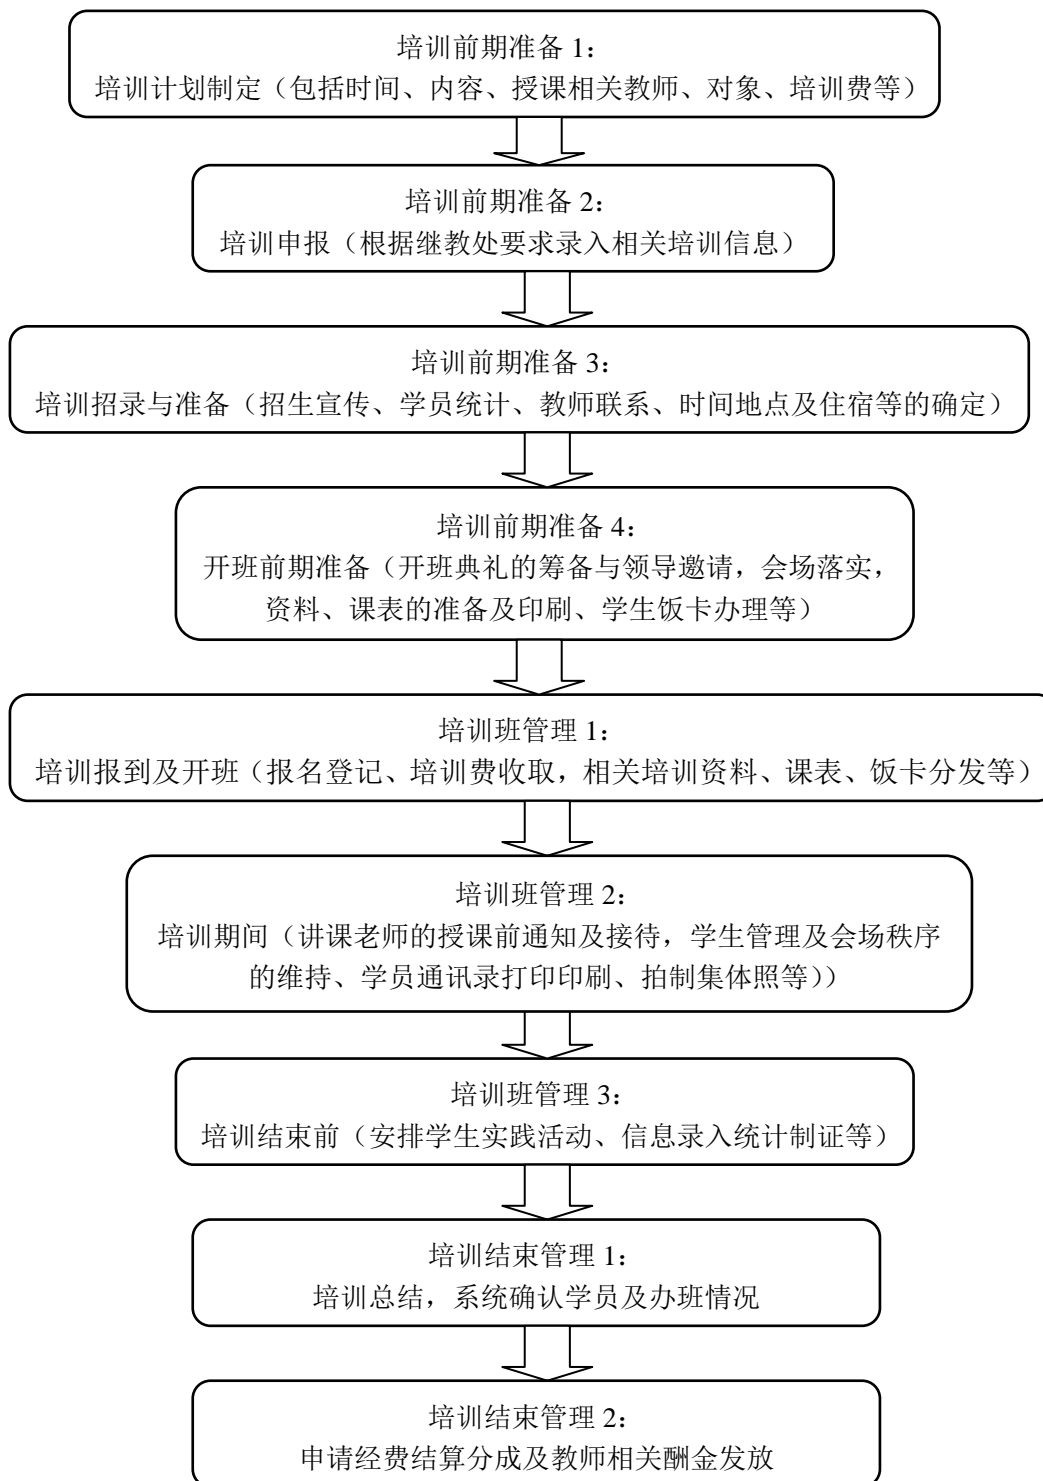 培训前期准备 1：
培训计划制定（包括时间、内容、授课相关教师、对象、培训费等）
培训前期准备 2：
培训申报（根据继教处要求录入相关培训信息）
培训前期准备 3：
培训招录与准备（招生宣传、学员统计、教师联系、时间地点及住宿等的确定）
培训前期准备 4：
开班前期准备（开班典礼的筹备与领导邀请，会场落实，
资料、课表的准备及印刷、学生饭卡办理等）
培训班管理 1：
培训报到及开班（报名登记、培训费收取，相关培训资料、课表、饭卡分发等）
培训班管理 2：
培训期间（讲课老师的授课前通知及接待，学生管理及会场秩序
的维持、学员通讯录打印印刷、拍制集体照等））
培训班管理 3：
培训结束前（安排学生实践活动、信息录入统计制证等）
培训结束管理 1：
培训总结，系统确认学员及办班情况
培训结束管理 2：
申请经费结算分成及教师相关酬金发放